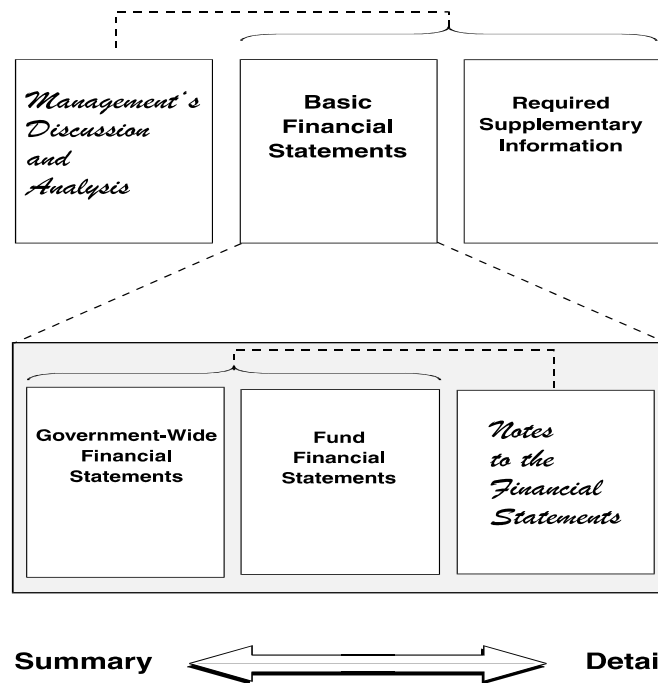 Management's
Discussion
and
Analysis
Basic
Financial
Statements
Required
Supplementary
Information
Government-Wide
Financial
Statements
Fund
Financial
Statements
Notes
to the
Financial
Statements
Summary
Detai